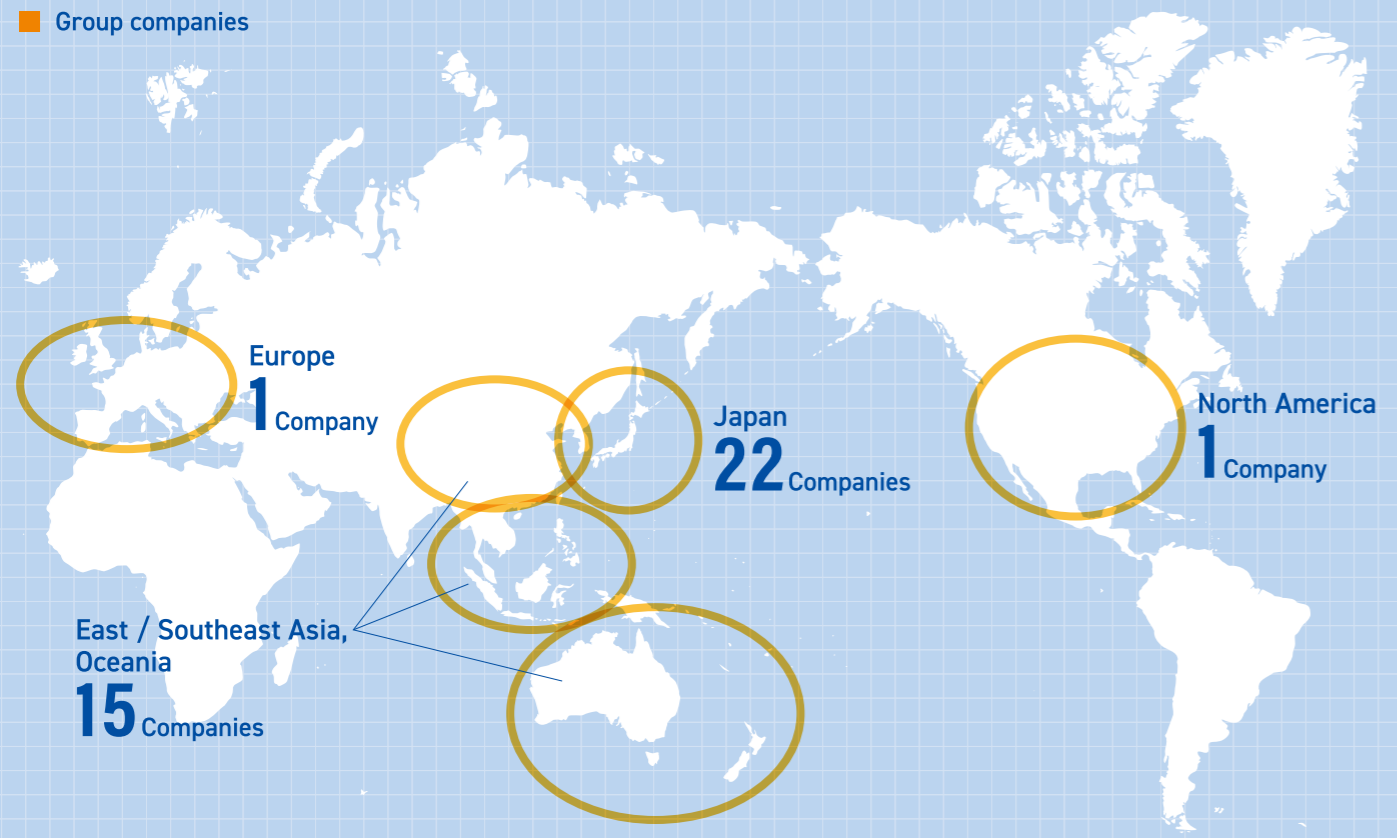 Group companies
Europe
1 Company
Japan
22 Companies
North America
1 Company
East / Southeast Asia,
Oceania
15 Companies